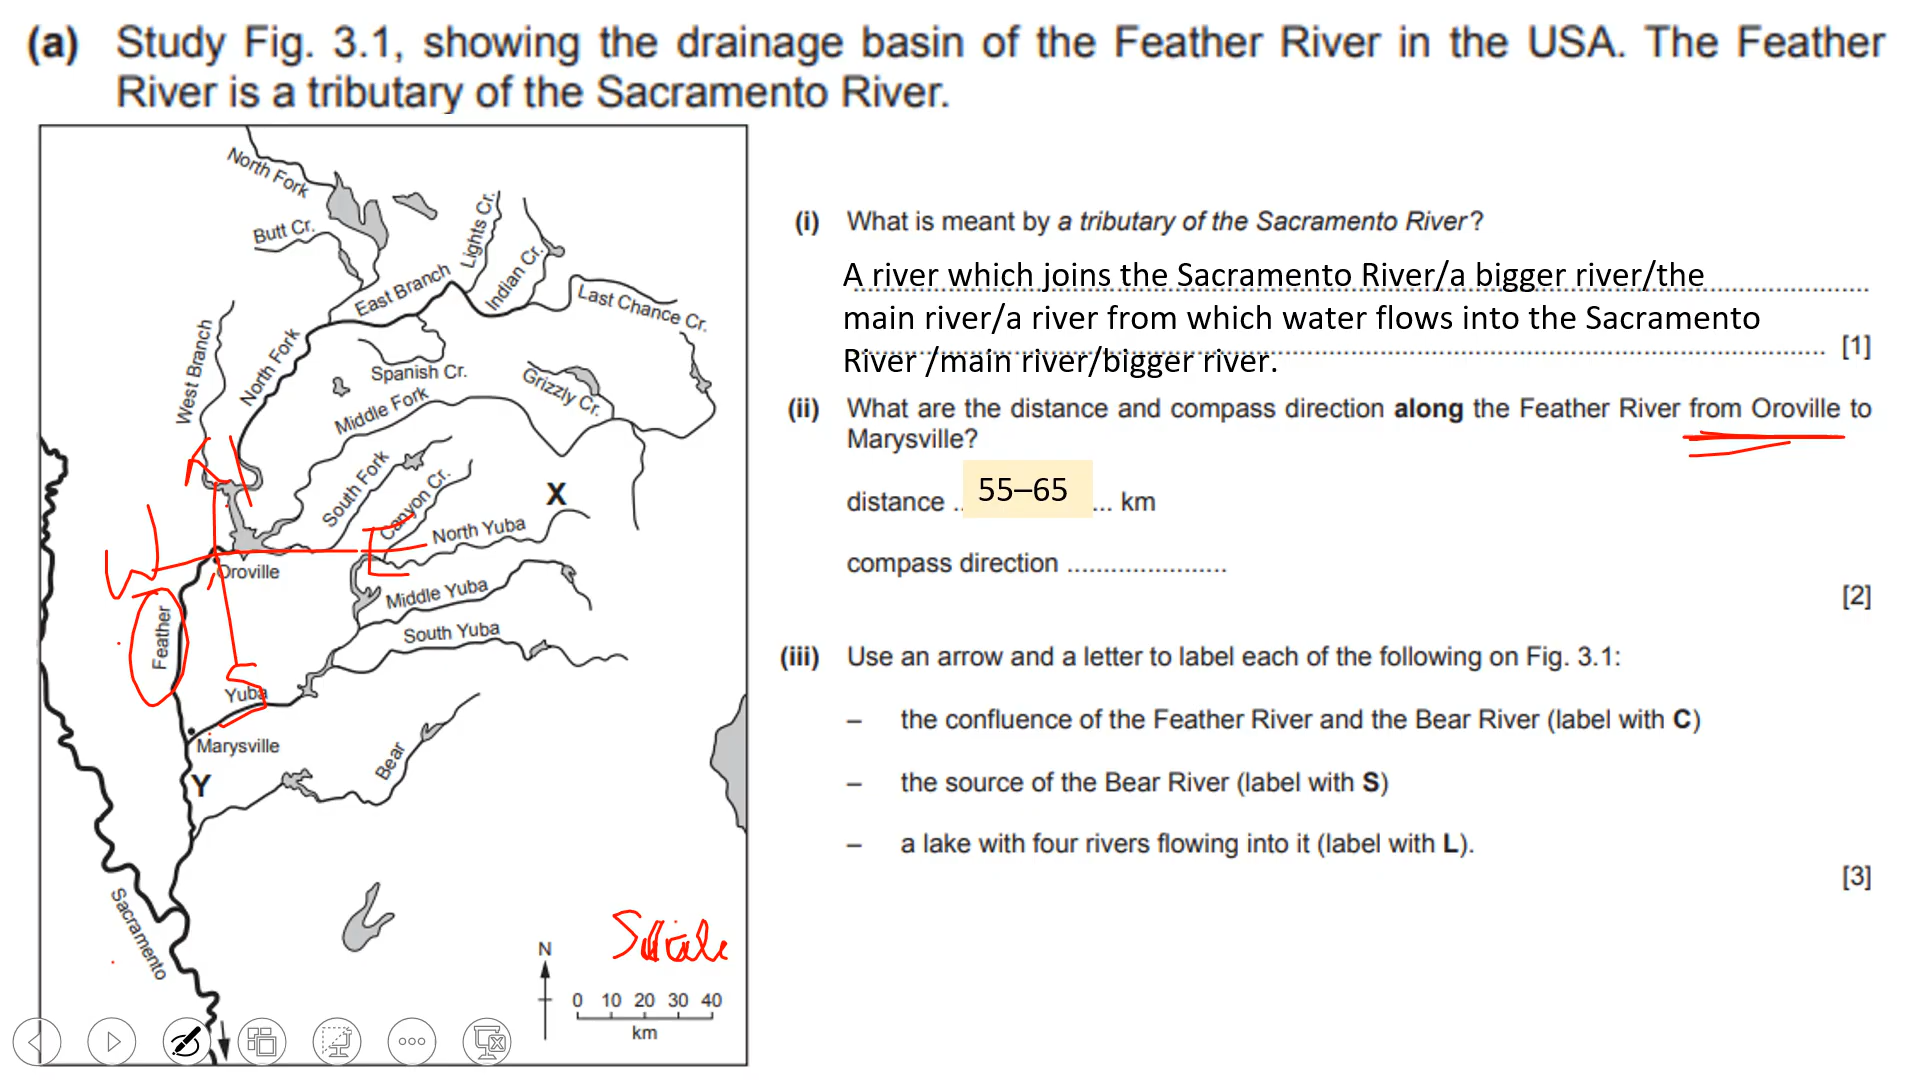 (a) Study Fig. 3.1, showing the drainage basin of the Feather River in the USA. The Feather
River is a tributary of the Sacramento River.
North Fork
Butt Cr.
Lights Cr.
Indian Cr.
East Branch
Last Chance Cr.
West Branch
North Fork
Spanish Cr.
Grizzly Cr.
Middle Fork
South Fork
Canyon Cr.
X
North Yuba
N
W
E
S
Oroville
Middle Yuba
Feather
South Yuba
Yuba
Marysville
Y
Bear
Sacramento
N
0 10 20 30 40
km
(i) What is meant by a tributary of the Sacramento River?
A river which joins the Sacramento River/a bigger river/the
main river/a river from which water flows into the Sacramento
River /main river/bigger river. [1]
(ii) What are the distance and compass direction along the Feather River from Oroville to
Marysville?
distance .. 55–65 ... km
compass direction ......................
[2]
(iii) Use an arrow and a letter to label each of the following on Fig. 3.1:
– the confluence of the Feather River and the Bear River (label with C)
– the source of the Bear River (label with S)
– a lake with four rivers flowing into it (label with L).
[3]